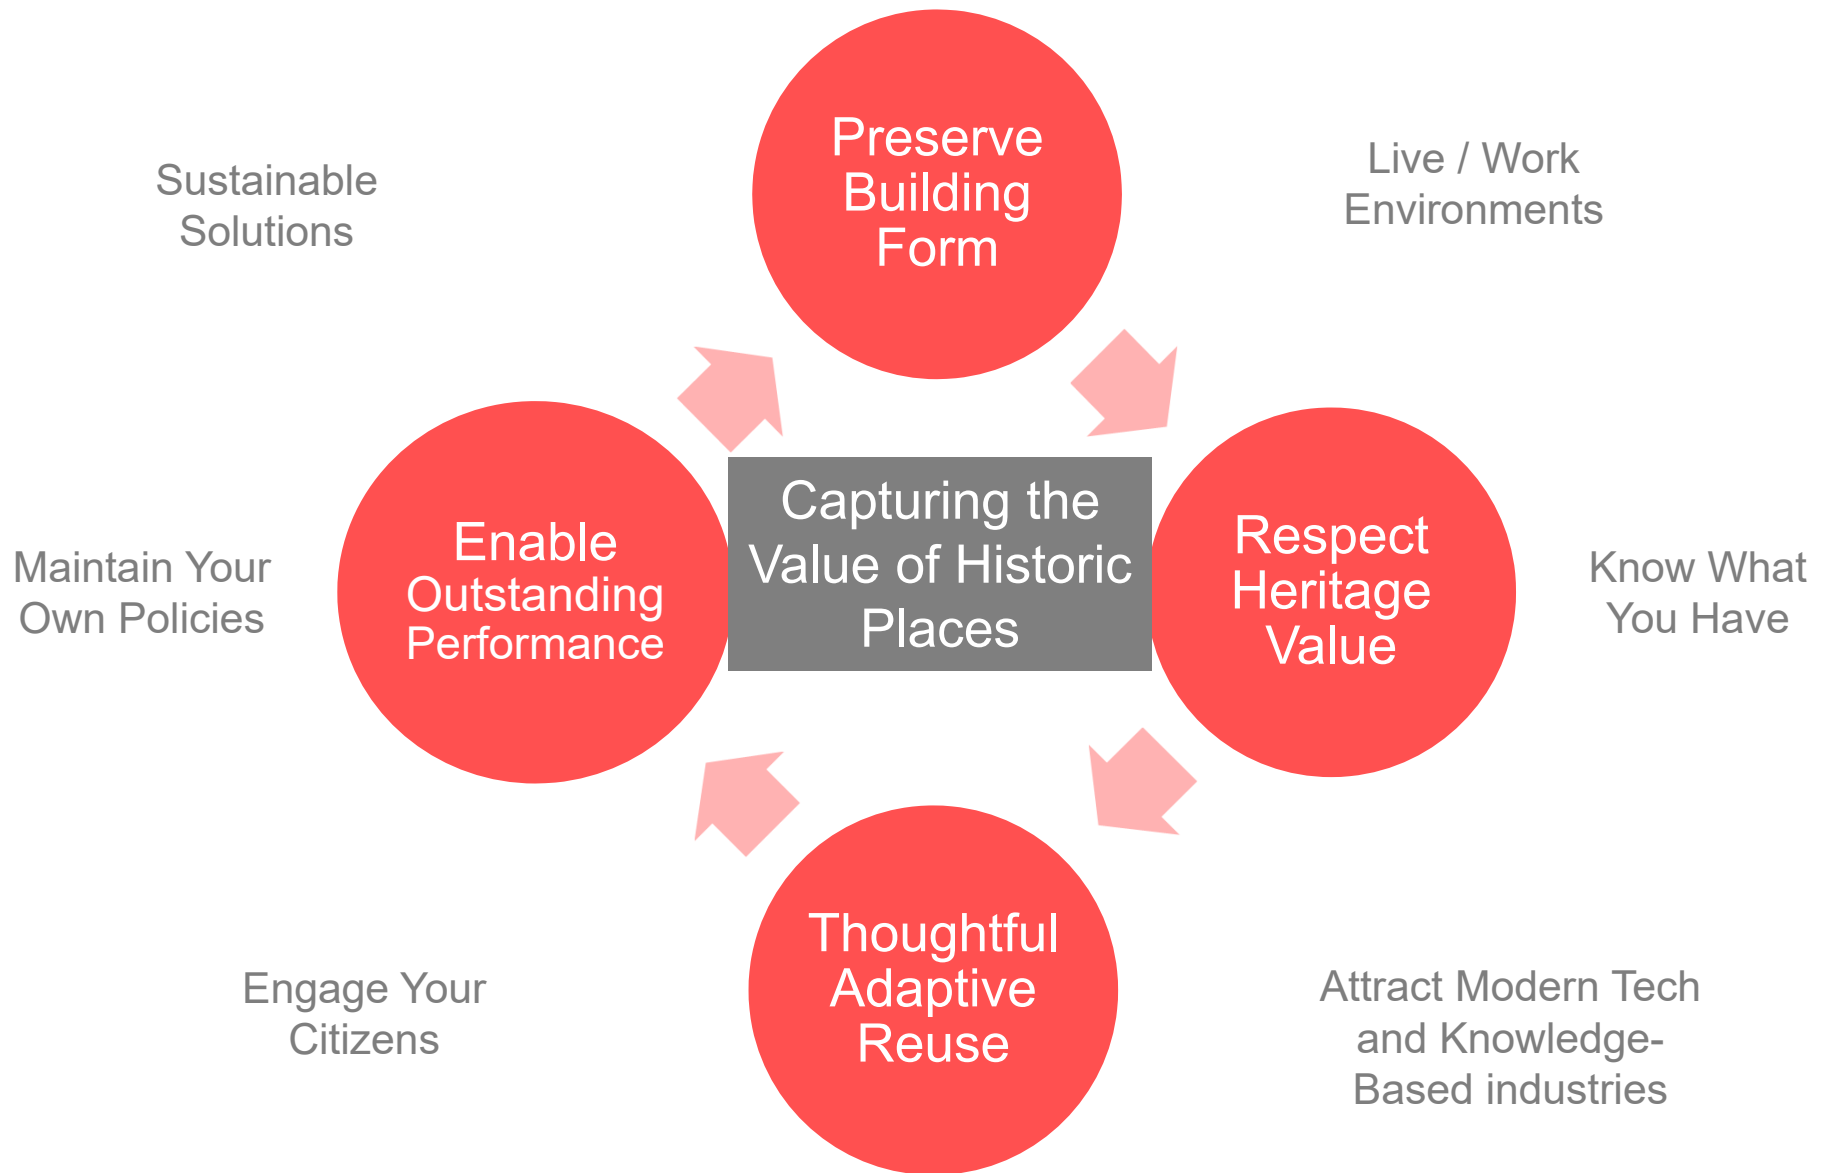 Preserve
Building
Form
Sustainable
Solutions
Live / Work
Environments
Capturing the
Value of Historic
Places
Enable
Outstanding
Performance
Respect
Heritage
Value
Maintain Your
Own Policies
Know What
You Have
Thoughtful
Adaptive
Reuse
Engage Your
Citizens
Attract Modern Tech
and Knowledge-
Based industries